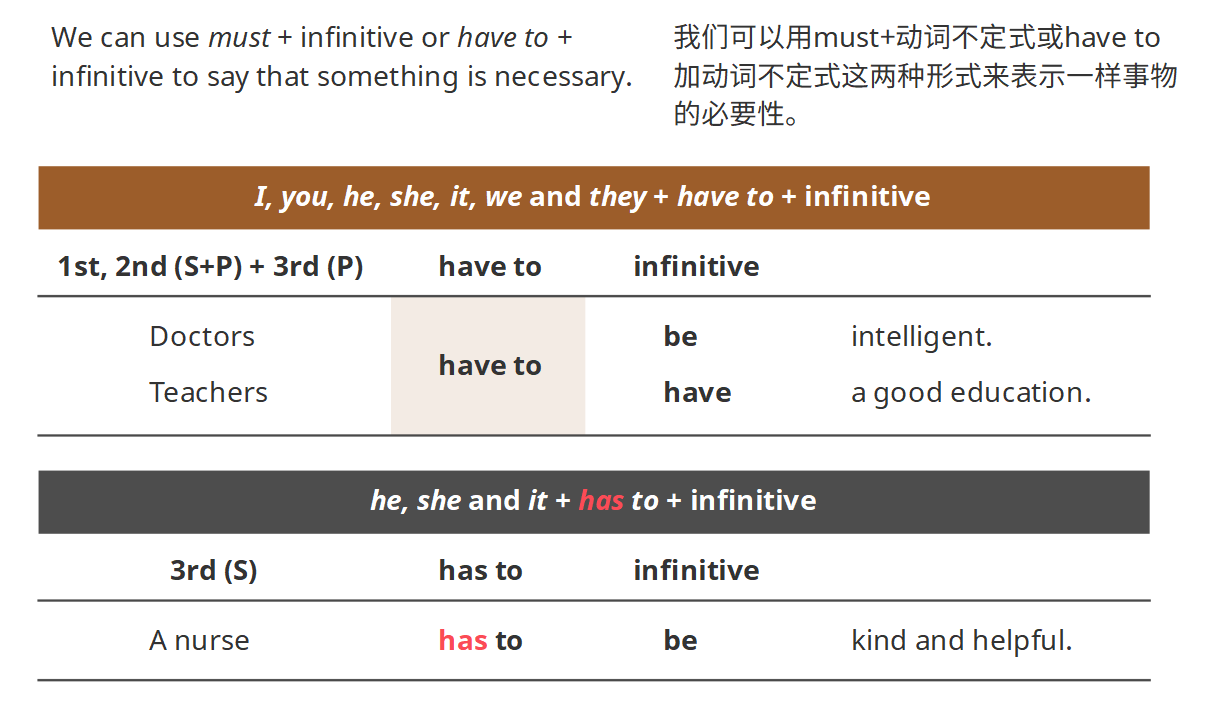 We can use must + infinitive or have to +
infinitive to say that something is necessary.
我们可以用must+动词不定式或have to
加动词不定式这两种形式来表示一样事物
的必要性。
I, you, he, she, it, we and they + have to + infinitive
1st, 2nd (S+P) + 3rd (P) have to infinitive
Doctors be intelligent.
have to
Teachers have a good education.
he, she and it + has to + infinitive
3rd (S) has to infinitive
A nurse has to be kind and helpful.